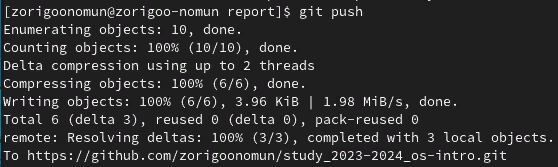 [zorigoonomun@zorigoo-nomun report]$ git push
Enumerating objects: 10, done.
Counting objects: 100% (10/10), done.
Delta compression using up to 2 threads
Compressing objects: 100% (6/6), done.
Writing objects: 100% (6/6), 3.96 KiB | 1.98 MiB/s, done.
Total 6 (delta 3), reused 0 (delta 0), pack-reused 0
remote: Resolving deltas: 100% (3/3), completed with 3 local objects.
To https://github.com/zorigoonomun/study_2023-2024_os-intro.git